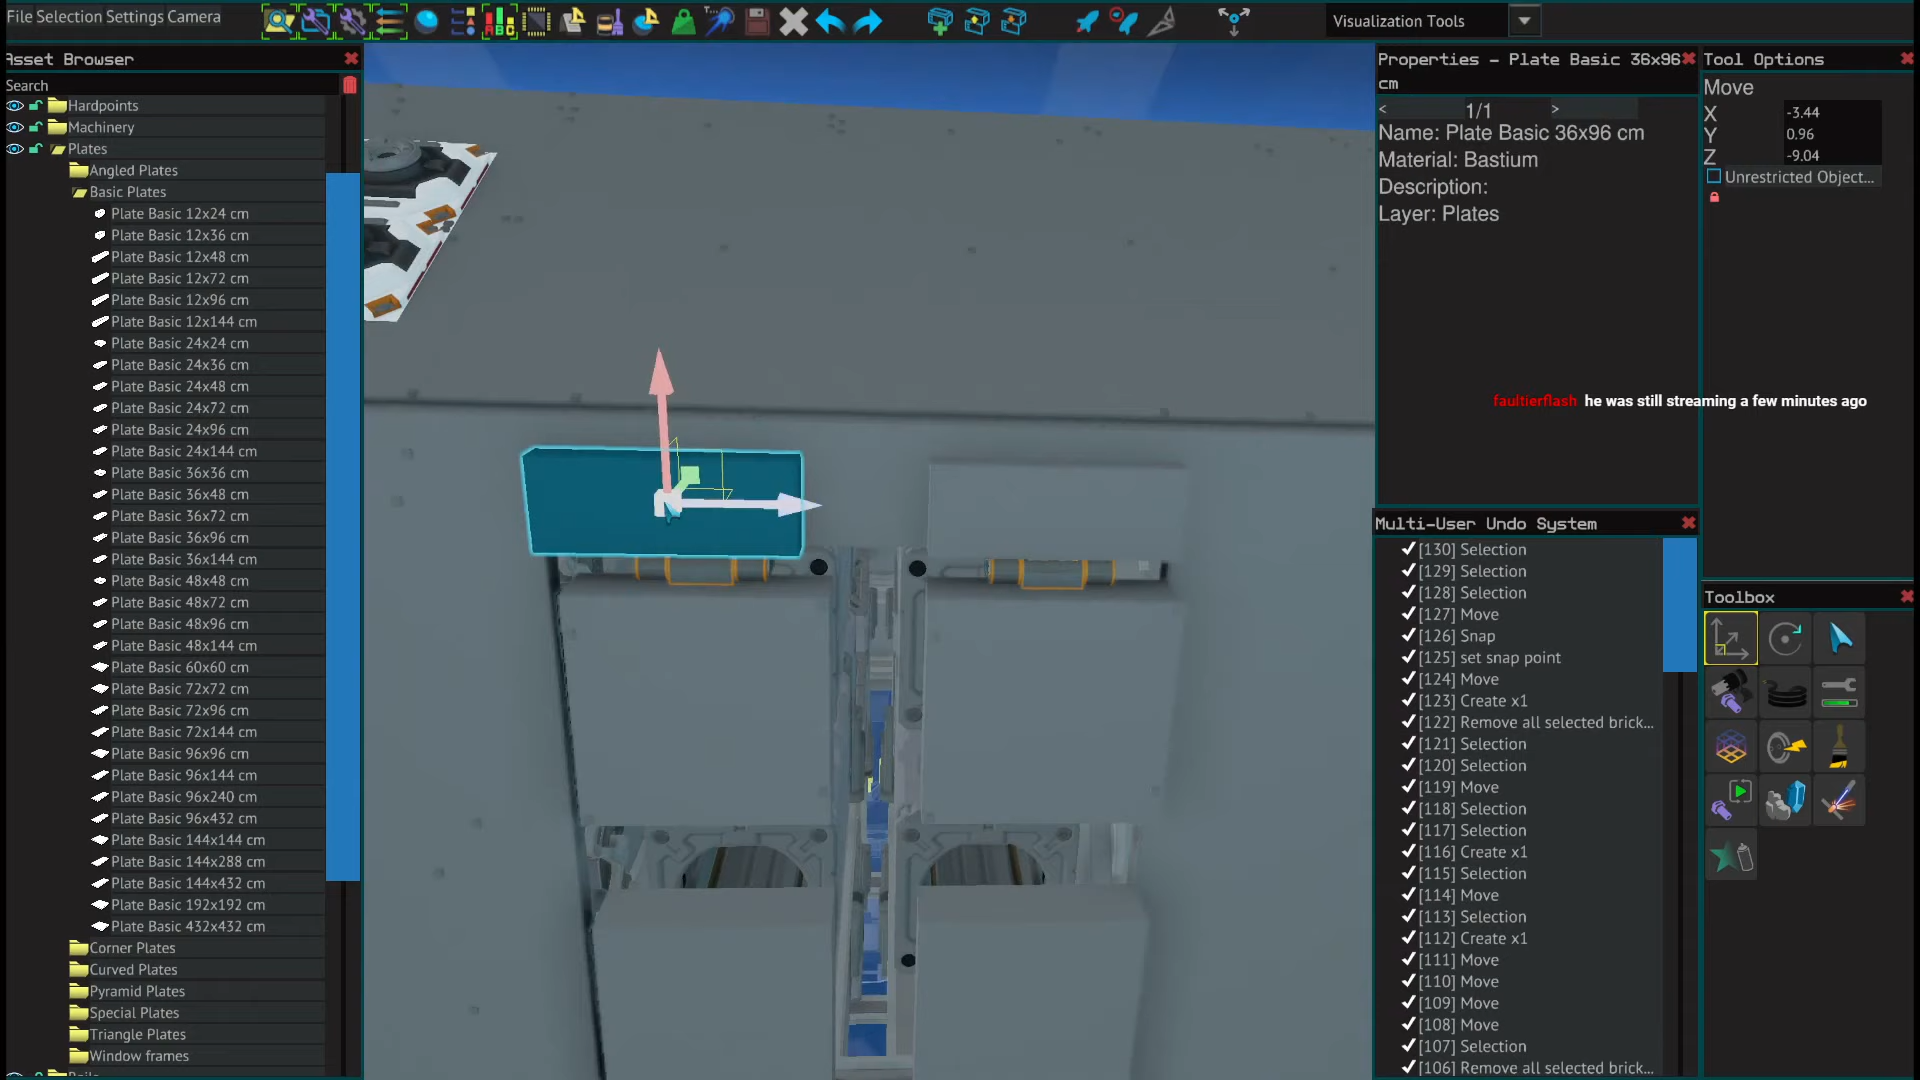 File Selection Settings Camera
ABC
Visualization Tools
Asset Browser
Search
Hardpoints
Machinery
Plates
Angled Plates
Basic Plates
Plate Basic 12x24 cm
Plate Basic 12x36 cm
Plate Basic 12x48 cm
Plate Basic 12x72 cm
Plate Basic 12x96 cm
Plate Basic 12x144 cm
Plate Basic 24x24 cm
Plate Basic 24x36 cm
Plate Basic 24x48 cm
Plate Basic 24x72 cm
Plate Basic 24x96 cm
Plate Basic 24x144 cm
Plate Basic 36x36 cm
Plate Basic 36x48 cm
Plate Basic 36x72 cm
Plate Basic 36x96 cm
Plate Basic 36x144 cm
Plate Basic 48x48 cm
Plate Basic 48x72 cm
Plate Basic 48x96 cm
Plate Basic 48x144 cm
Plate Basic 60x60 cm
Plate Basic 72x72 cm
Plate Basic 72x96 cm
Plate Basic 72x144 cm
Plate Basic 96x96 cm
Plate Basic 96x144 cm
Plate Basic 96x240 cm
Plate Basic 96x432 cm
Plate Basic 144x144 cm
Plate Basic 144x288 cm
Plate Basic 144x432 cm
Plate Basic 192x192 cm
Plate Basic 432x432 cm
Corner Plates
Curved Plates
Pyramid Plates
Special Plates
Triangle Plates
Window frames
Properties - Plate Basic 36x96
cm
< 1/1 >
Name: Plate Basic 36x96 cm
Material: Bastium
Description:
Layer: Plates
faultierflash he was still streaming a few minutes ago
Multi-User Undo System
[130] Selection
[129] Selection
[128] Selection
[127] Move
[126] Snap
[125] set snap point
[124] Move
[123] Create x1
[122] Remove all selected brick...
[121] Selection
[120] Selection
[119] Move
[118] Selection
[117] Selection
[116] Create x1
[115] Selection
[114] Move
[113] Selection
[112] Create x1
[111] Move
[110] Move
[109] Move
[108] Move
[107] Selection
[106] Remove all selected brick...
Tool Options
Move
X -3.44
Y 0.96
Z -9.04
Unrestricted Object...
Toolbox